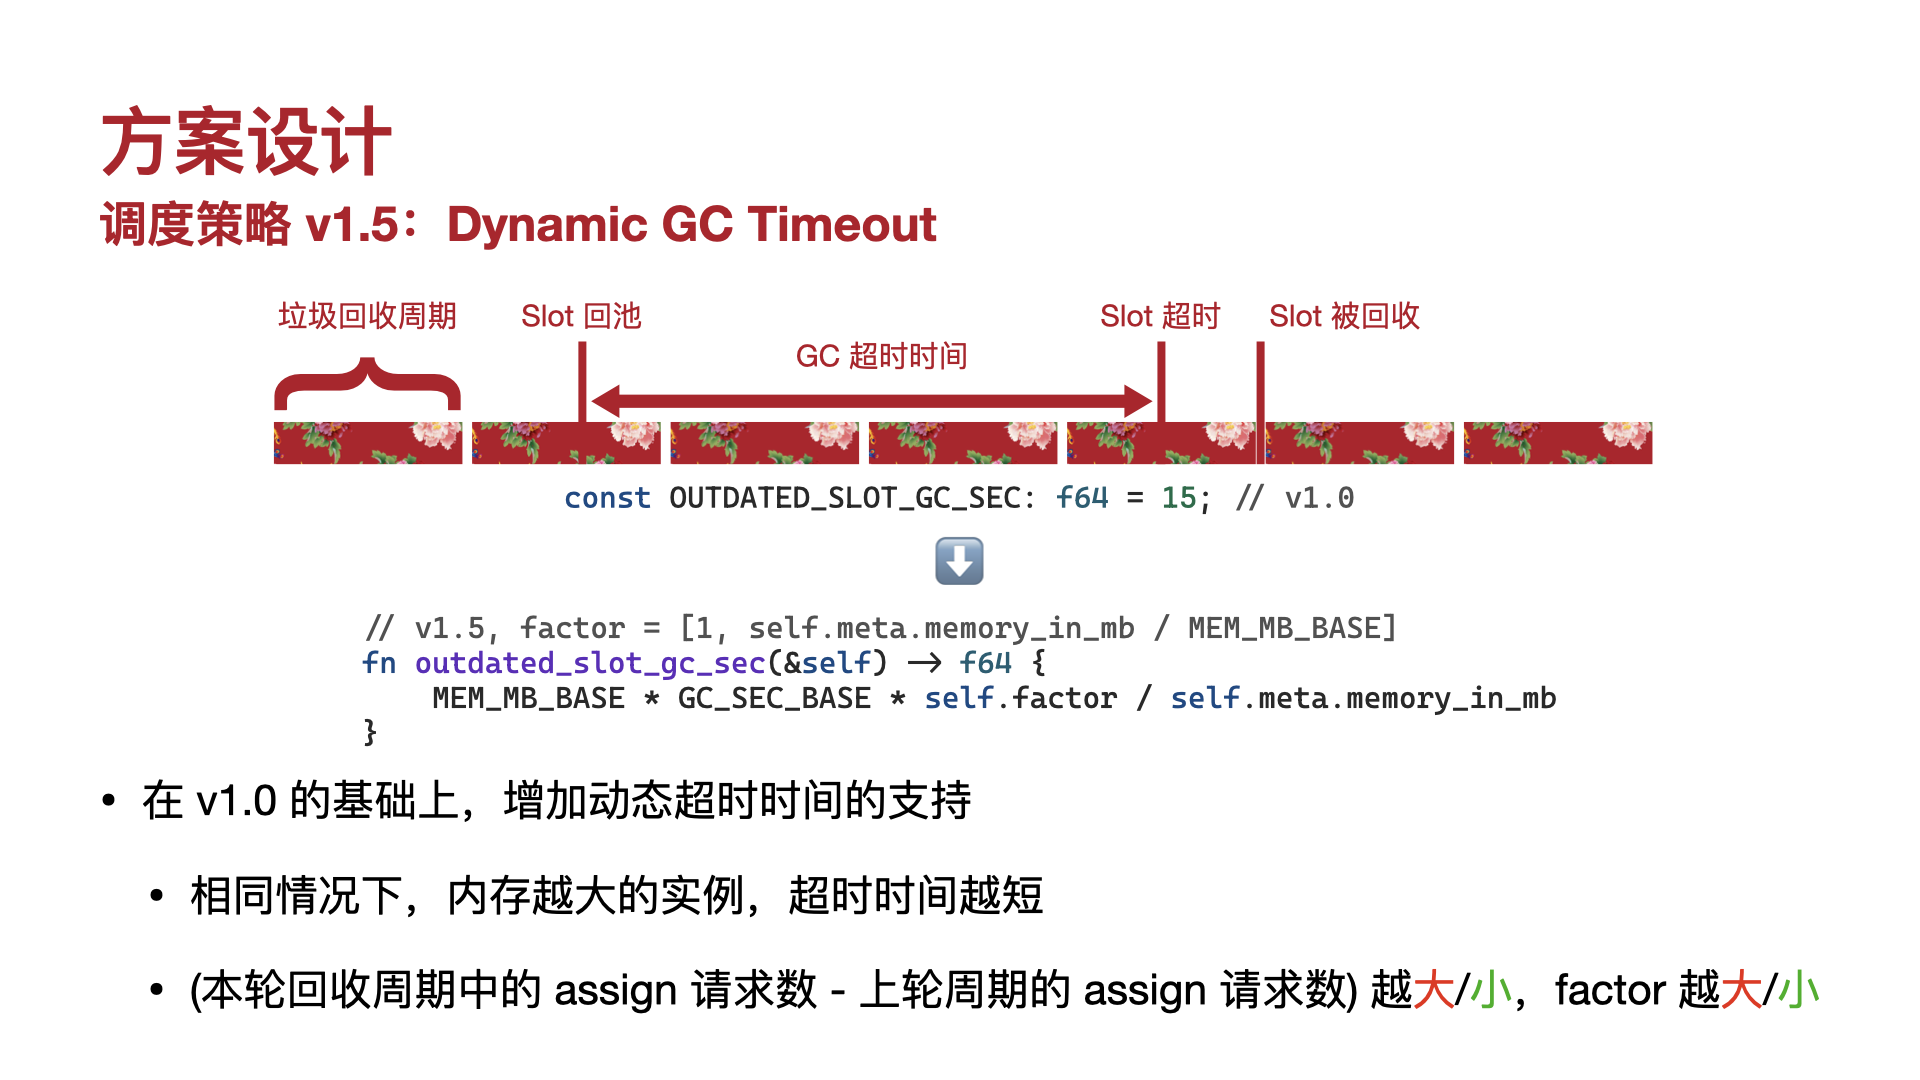 方案设计
调度策略 v1.5：Dynamic GC Timeout
垃圾回收周期
Slot 回池
GC 超时时间
Slot 超时
Slot 被回收
const OUTDATED_SLOT_GC_SEC: f64 = 15; // v1.0
// v1.5, factor = [1, self.meta.memory_in_mb / MEM_MB_BASE]
fn outdated_slot_gc_sec(&self) -> f64 {
    MEM_MB_BASE * GC_SEC_BASE * self.factor / self.meta.memory_in_mb
}
• 在 v1.0 的基础上，增加动态超时时间的支持
• 相同情况下，内存越大的实例，超时时间越短
• (本轮回收周期中的 assign 请求数 - 上轮周期的 assign 请求数) 越大/小，factor 越大/小